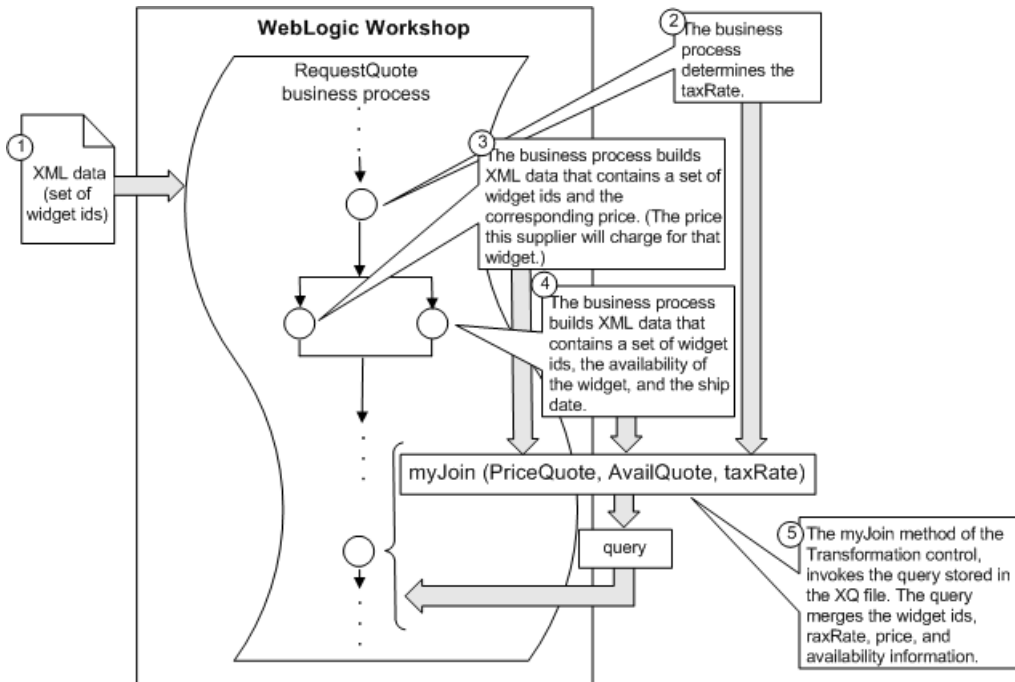 WebLogic Workshop
RequestQuote
business process
1
XML data
(set of
widget ids)
2
The business
process
determines the
taxRate.
3
The business process builds
XML data that contains a set of
widget ids and the
corresponding price. (The price
this supplier will charge for that
widget.)
4
The business process
builds XML data that
contains a set of widget
ids, the availability of
the widget, and the ship
date.
myJoin (PriceQuote, AvailQuote, taxRate)
query
5
The myJoin method of the
Transformation control,
invokes the query stored in
the XQ file. The query
merges the widget ids,
raxRate, price, and
availability information.